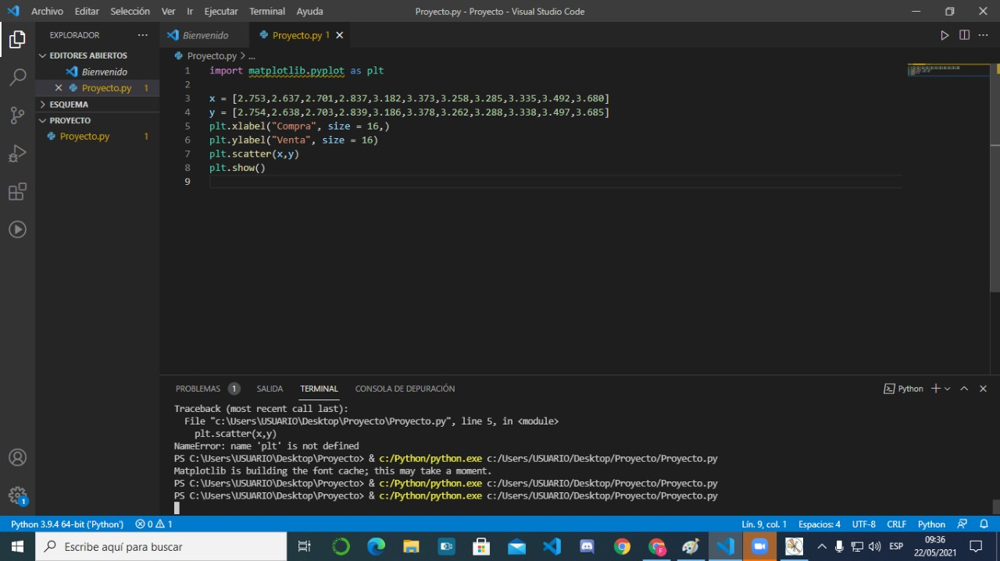 Archivo Editar Selección Ver Ir Ejecutar Terminal Ayuda Proyecto.py - Proyecto - Visual Studio Code
EXPLORADOR
Bienvenido
Proyecto.py 1
EDITORES ABIERTOS
Bienvenido
Proyecto.py 1
ESQUEMA
PROYECTO
Proyecto.py 1
Proyecto.py > ...
1 import matplotlib.pyplot as plt
2
3 x = [2.753,2.637,2.701,2.837,3.182,3.373,3.258,3.285,3.335,3.492,3.680]
4 y = [2.754,2.638,2.703,2.839,3.186,3.378,3.262,3.288,3.338,3.497,3.685]
5 plt.xlabel("Compra", size = 16,)
6 plt.ylabel("Venta", size = 16)
7 plt.scatter(x,y)
8 plt.show()
9
PROBLEMAS 1 SALIDA TERMINAL CONSOLA DE DEPURACIÓN Python
Traceback (most recent call last):
File "c:\Users\USUARIO\Desktop\Proyecto\Proyecto.py", line 5, in <module>
plt.scatter(x,y)
NameError: name 'plt' is not defined
PS C:\Users\USUARIO\Desktop\Proyecto> & c:/Python/python.exe c:/Users/USUARIO/Desktop/Proyecto/Proyecto.py
Matplotlib is building the font cache; this may take a moment.
PS C:\Users\USUARIO\Desktop\Proyecto> & c:/Python/python.exe c:/Users/USUARIO/Desktop/Proyecto/Proyecto.py
PS C:\Users\USUARIO\Desktop\Proyecto> & c:/Python/python.exe c:/Users/USUARIO/Desktop/Proyecto/Proyecto.py
1
Python 3.9.4 64-bit ('Python') 0 1 Lín. 9, col. 1 Espacios: 4 UTF-8 CRLF Python
Escribe aquí para buscar
F
ESP
09:36
22/05/2021